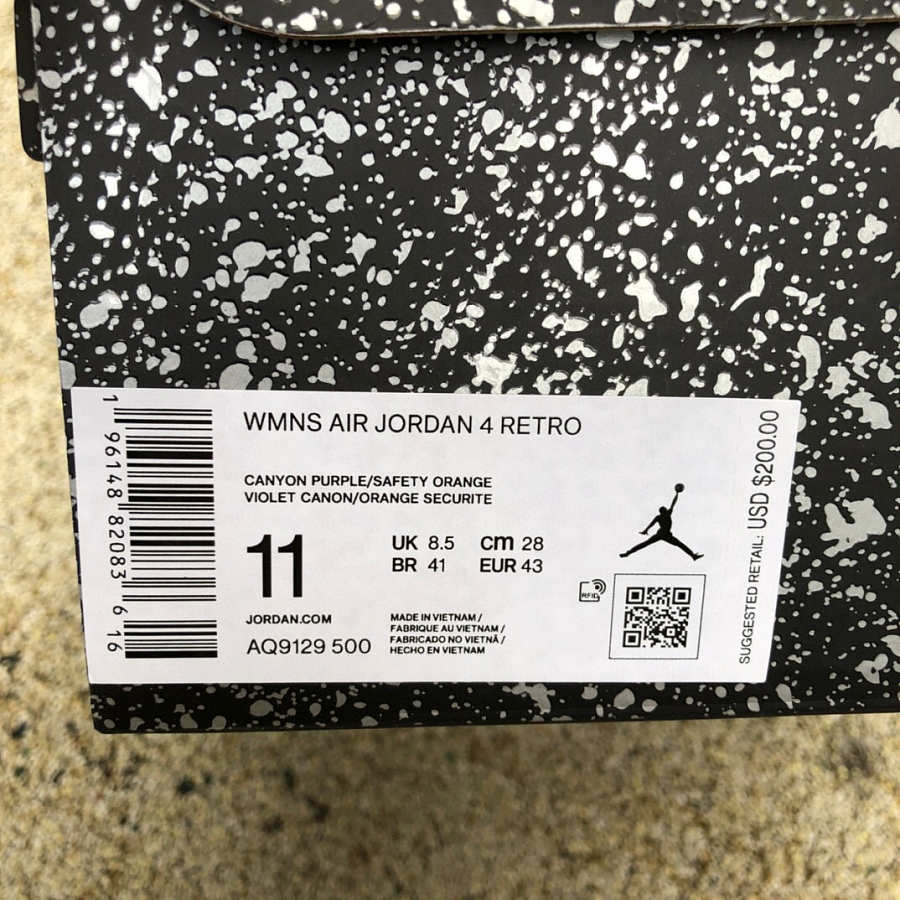 WMNS AIR JORDAN 4 RETRO
CANYON PURPLE/SAFETY ORANGE
VIOLET CANON/ORANGE SECURITE
11
UK 8.5 cm 28
BR 41 EUR 43
JORDAN.COM
AQ9129 500
MADE IN VIETNAM /
FABRIQUE AU VIETNAM /
FABRICADO NO VIETNÃ /
HECHO EN VIETNAM
RFID
SUGGESTED RETAIL: USD $200.00
1 96148 82083 6 16